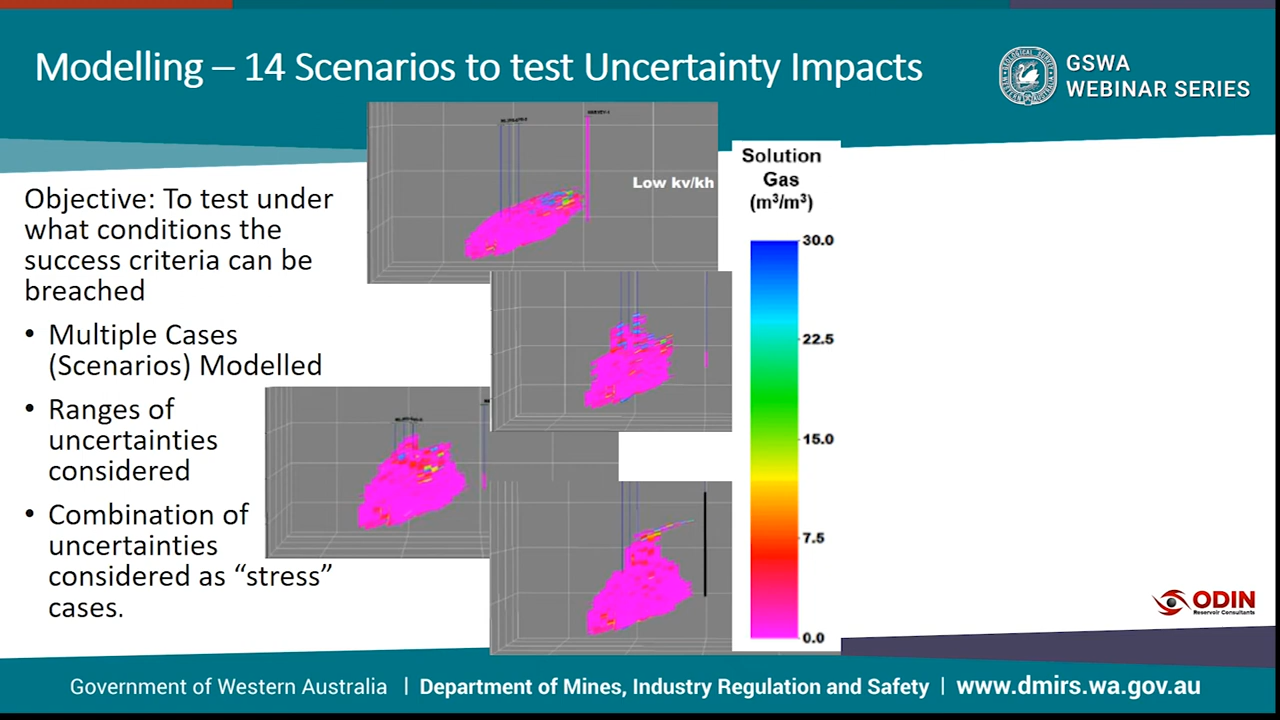 Modelling – 14 Scenarios to test Uncertainty Impacts
GSWA
WEBINAR SERIES
Objective: To test under
what conditions the
success criteria can be
breached
• Multiple Cases
(Scenarios) Modelled
• Ranges of
uncertainties
considered
• Combination of
uncertainties
considered as “stress”
cases.
Low kv/kh
Solution
Gas
(m³/m³)
30.0
22.5
15.0
7.5
0.0
ODIN
Reservoir Consultants
Government of Western Australia | Department of Mines, Industry Regulation and Safety | www.dmirs.wa.gov.au